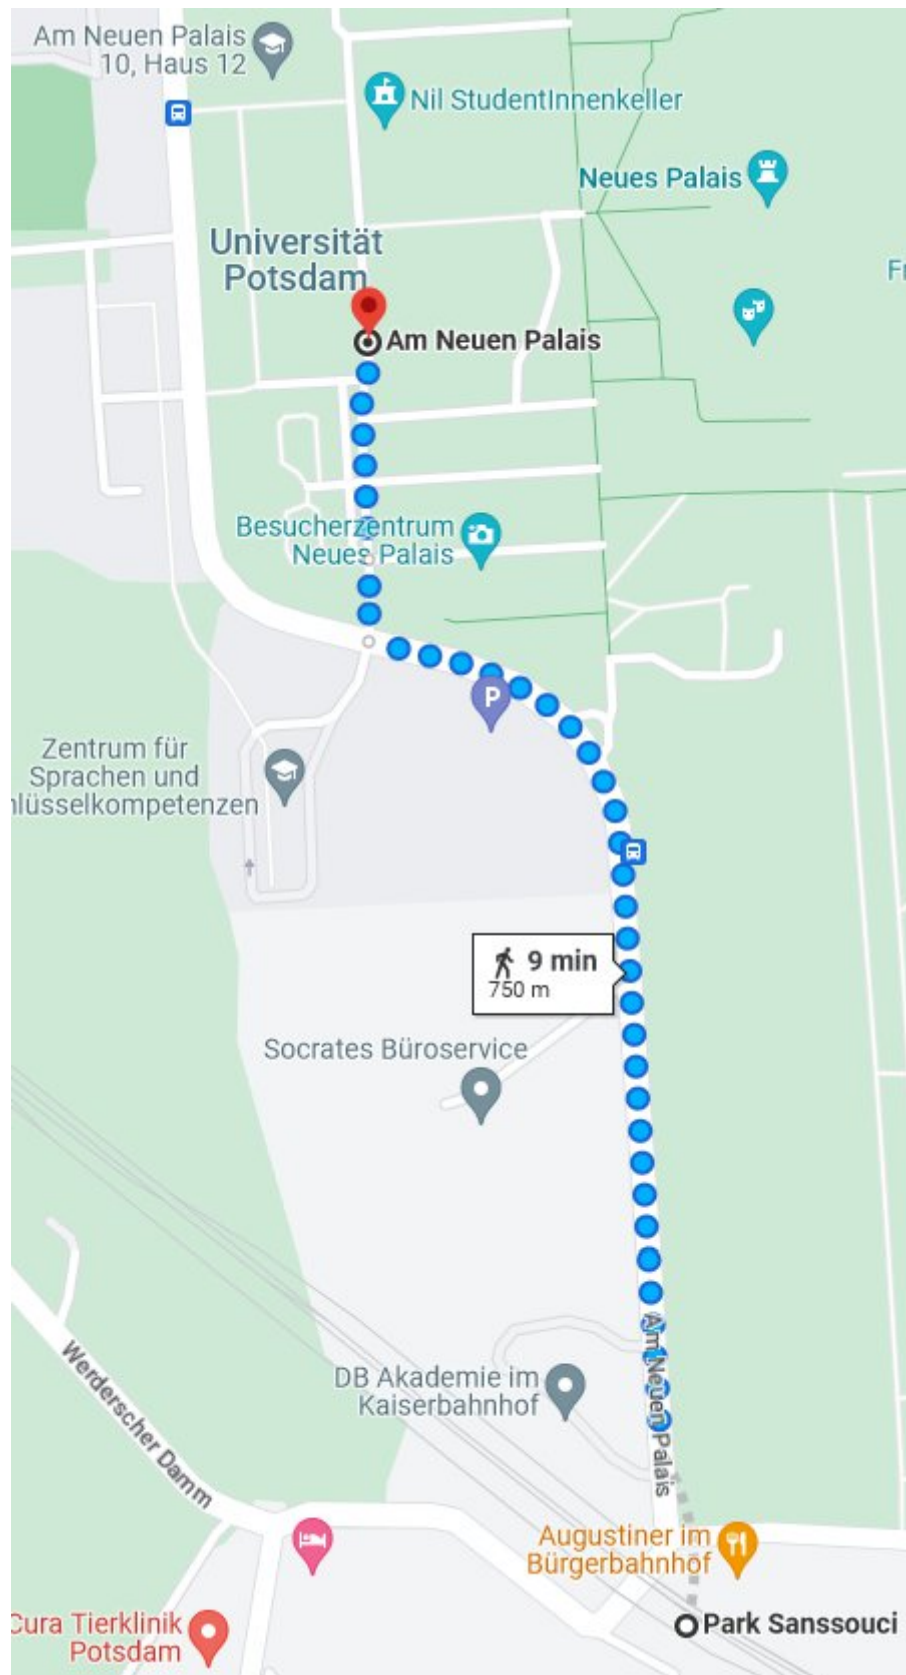 Am Neuen Palais
10, Haus 12
Nil StudentInnenkeller
Neues Palais
Universität
Potsdam
Fr
Am Neuen Palais
Besucherzentrum
Neues Palais
P
Zentrum für
Sprachen und
hlüsselkompetenzen
9 min
750 m
Socrates Büroservice
Am Neuen Palais
DB Akademie im
Kaiserbahnhof
Werderscher Damm
Augustiner im
Bürgerbahnhof
Cura Tierklinik
Potsdam
Park Sanssouci